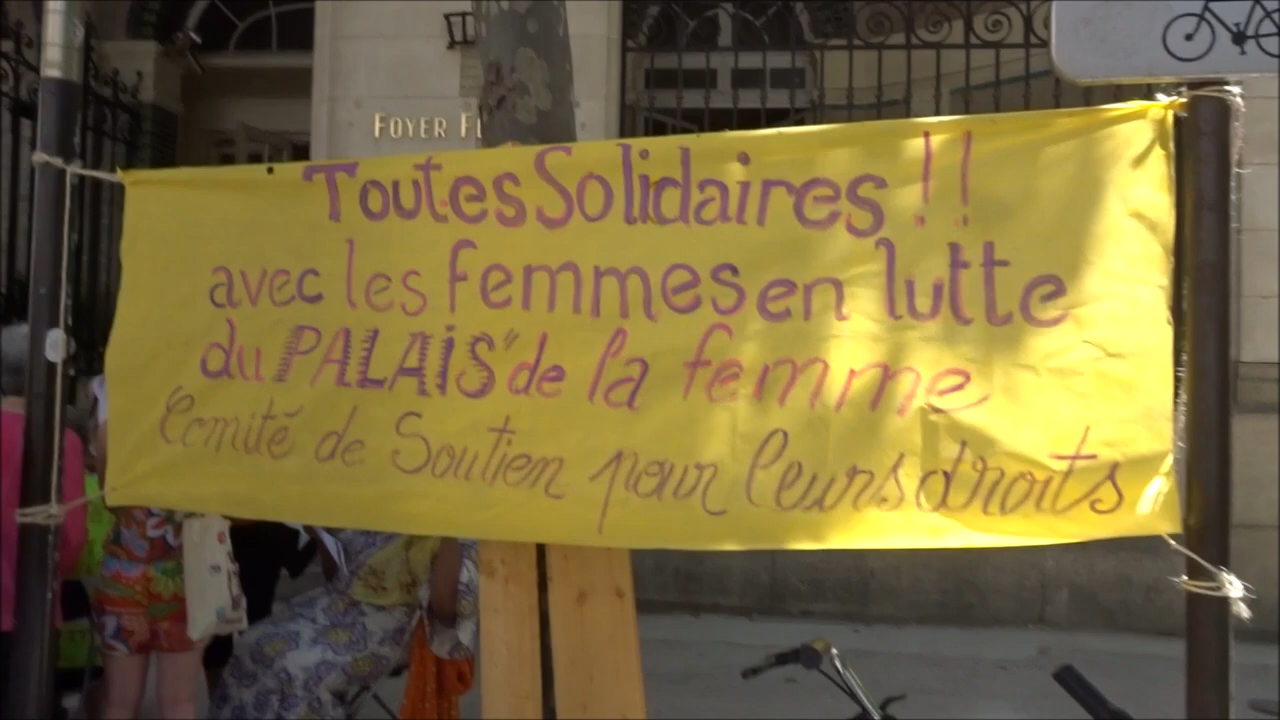 FOYER
Toutes Solidaires !!
avec les femmes en lutte
du PALAIS" de la femme
Comité de Soutien pour leurs droits